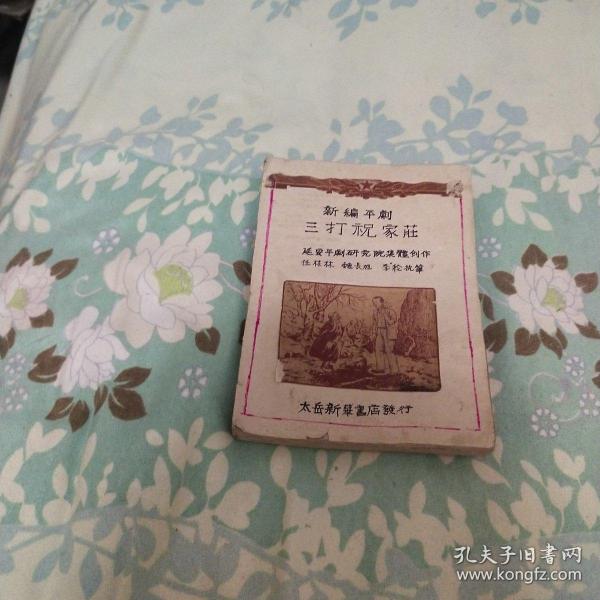 新編平劇
三打祝家莊
延安平劇研究院集體創作
任桂林 魏長旭 李綸執筆
太岳新華書店發行
孔夫子旧书网
www.kongfz.com